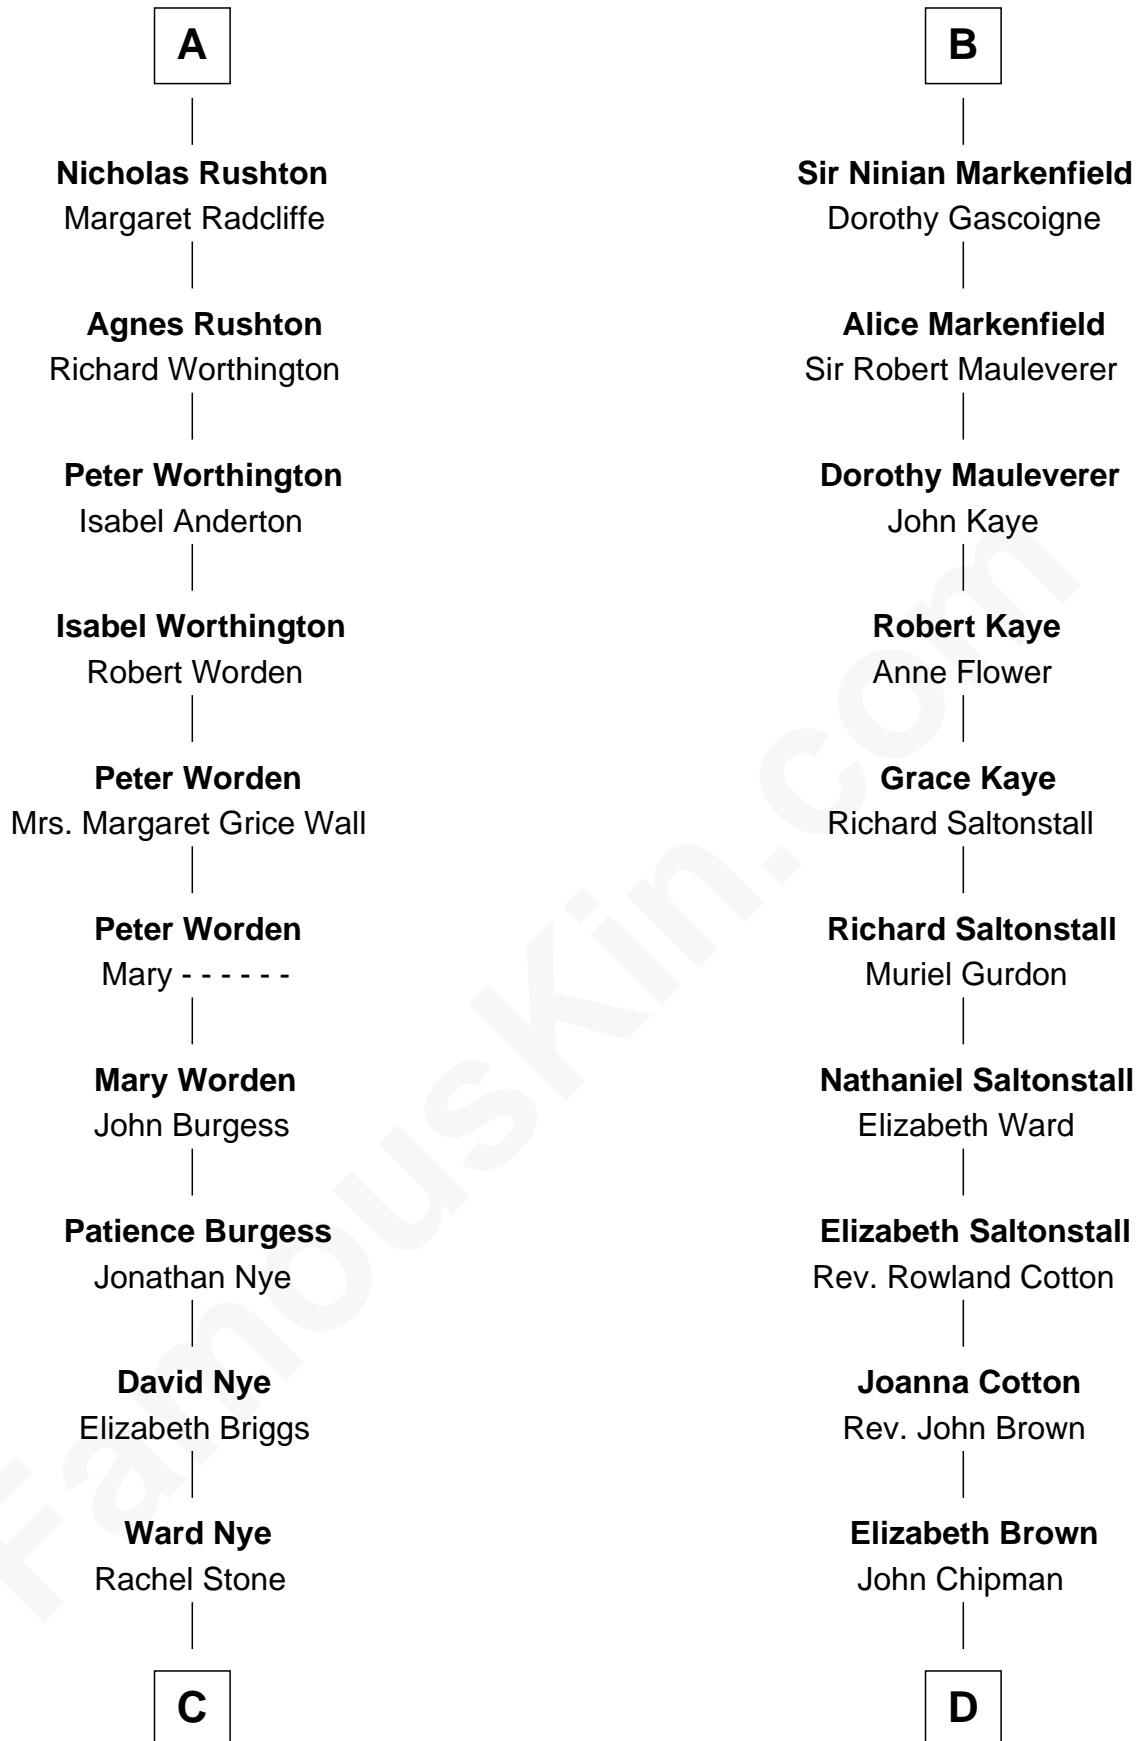 A
Nicholas Rushton
Margaret Radcliffe
Agnes Rushton
Richard Worthington
Peter Worthington
Isabel Anderton
Isabel Worthington
Robert Worden
Peter Worden
Mrs. Margaret Grice Wall
Peter Worden
Mary - - - - - -
Mary Worden
John Burgess
Patience Burgess
Jonathan Nye
David Nye
Elizabeth Briggs
Ward Nye
Rachel Stone
C
B
Sir Ninian Markenfield
Dorothy Gascoigne
Alice Markenfield
Sir Robert Mauleverer
Dorothy Mauleverer
John Kaye
Robert Kaye
Anne Flower
Grace Kaye
Richard Saltonstall
Richard Saltonstall
Muriel Gurdon
Nathaniel Saltonstall
Elizabeth Ward
Elizabeth Saltonstall
Rev. Rowland Cotton
Joanna Cotton
Rev. John Brown
Elizabeth Brown
John Chipman
D
FamousKin.com